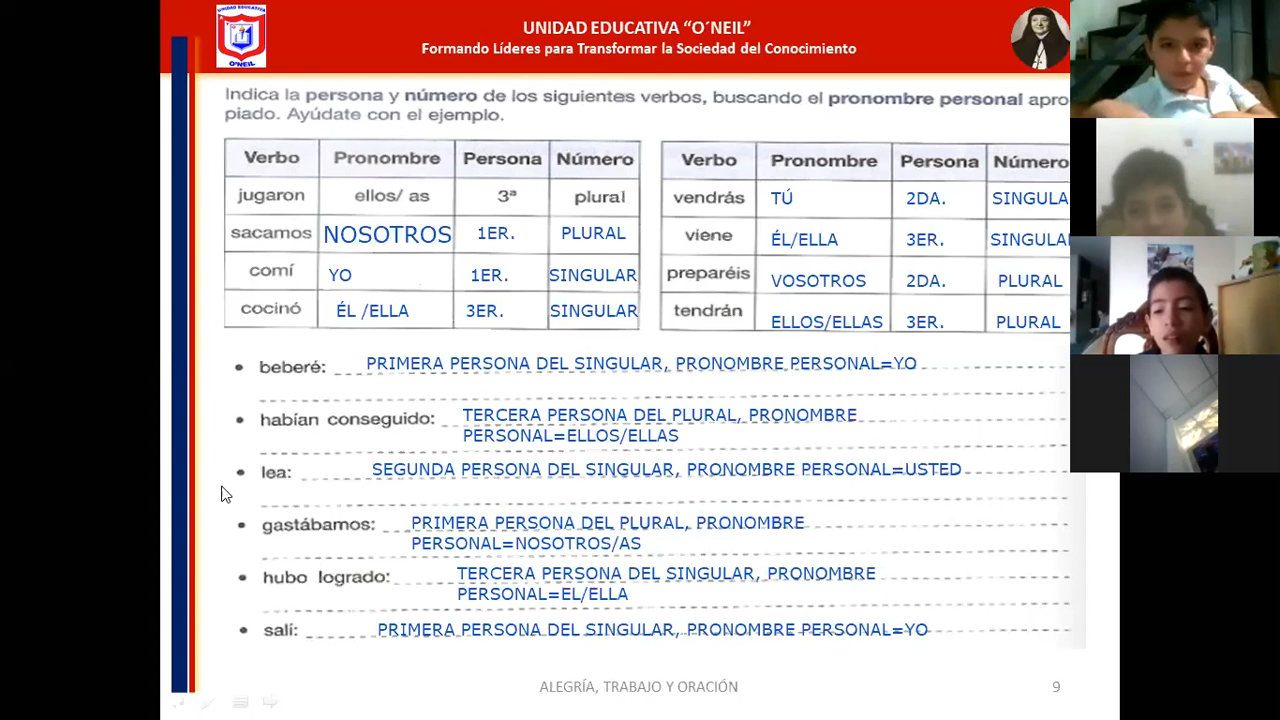 UNIDAD EDUCATIVA
O´NEIL
UNIDAD EDUCATIVA “O´NEIL”
Formando Líderes para Transformar la Sociedad del Conocimiento
Indica la persona y número de los siguientes verbos, buscando el pronombre personal apro
piado. Ayúdate con el ejemplo.
Verbo Pronombre Persona Número
jugaron ellos/ as 3ª plural
sacamos NOSOTROS 1ER. PLURAL
comí YO 1ER. SINGULAR
cocinó ÉL /ELLA 3ER. SINGULAR
Verbo Pronombre Persona Número
vendrás TÚ 2DA. SINGULA
viene ÉL/ELLA 3ER. SINGULA
preparéis VOSOTROS 2DA. PLURAL
tendrán ELLOS/ELLAS 3ER. PLURAL
• beberé: PRIMERA PERSONA DEL SINGULAR, PRONOMBRE PERSONAL=YO
• habían conseguido: TERCERA PERSONA DEL PLURAL, PRONOMBRE
PERSONAL=ELLOS/ELLAS
• lea: SEGUNDA PERSONA DEL SINGULAR, PRONOMBRE PERSONAL=USTED
• gastábamos: PRIMERA PERSONA DEL PLURAL, PRONOMBRE
PERSONAL=NOSOTROS/AS
• hubo logrado: TERCERA PERSONA DEL SINGULAR, PRONOMBRE
PERSONAL=EL/ELLA
• salí: PRIMERA PERSONA DEL SINGULAR, PRONOMBRE PERSONAL=YO
ALEGRÍA, TRABAJO Y ORACIÓN
9